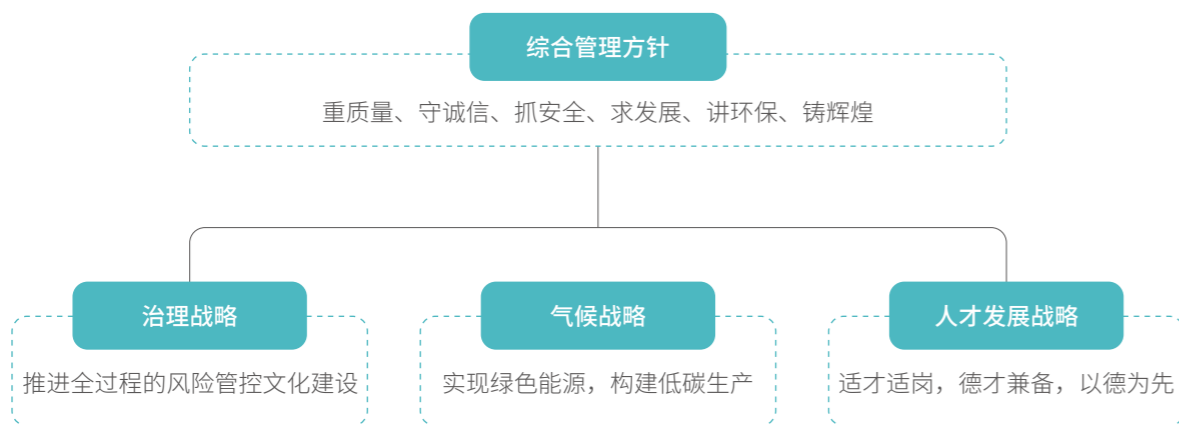 综合管理方针
重质量、守诚信、抓安全、求发展、讲环保、铸辉煌
治理战略
推进全过程的风险管控文化建设
气候战略
实现绿色能源，构建低碳生产
人才发展战略
适才适岗，德才兼备，以德为先